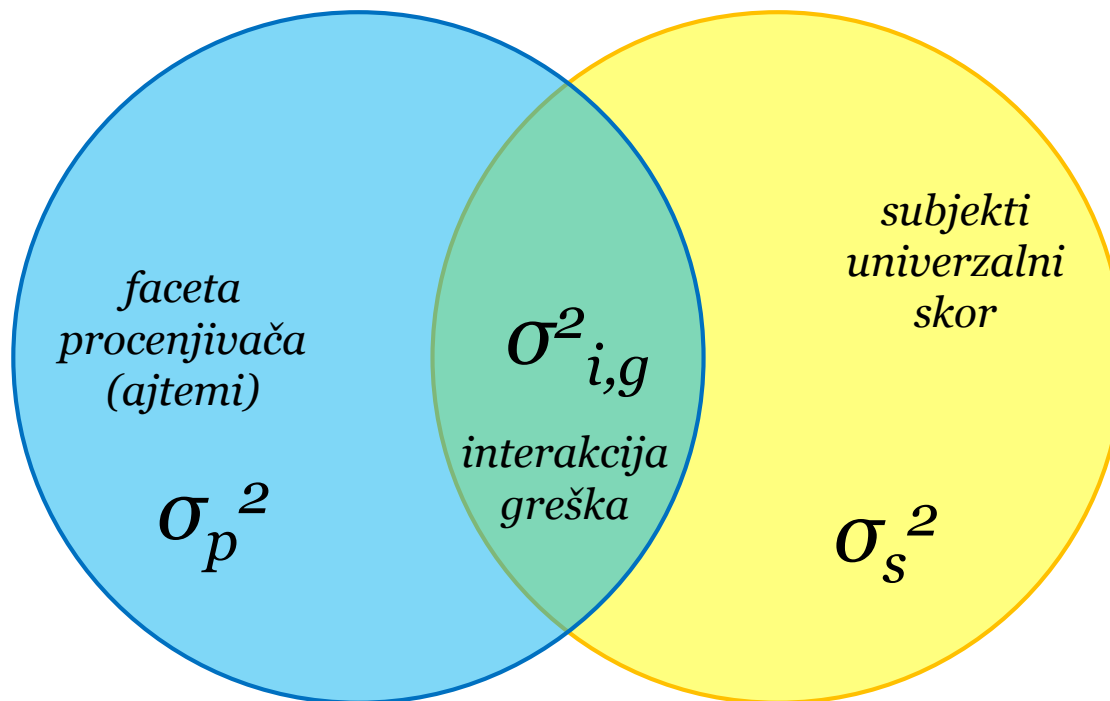 faceta
procenjivača
(ajtemi)
σₚ²
σ²ᵢ,g
interakcija
greška
subjekti
univerzalni
skor
σₛ²